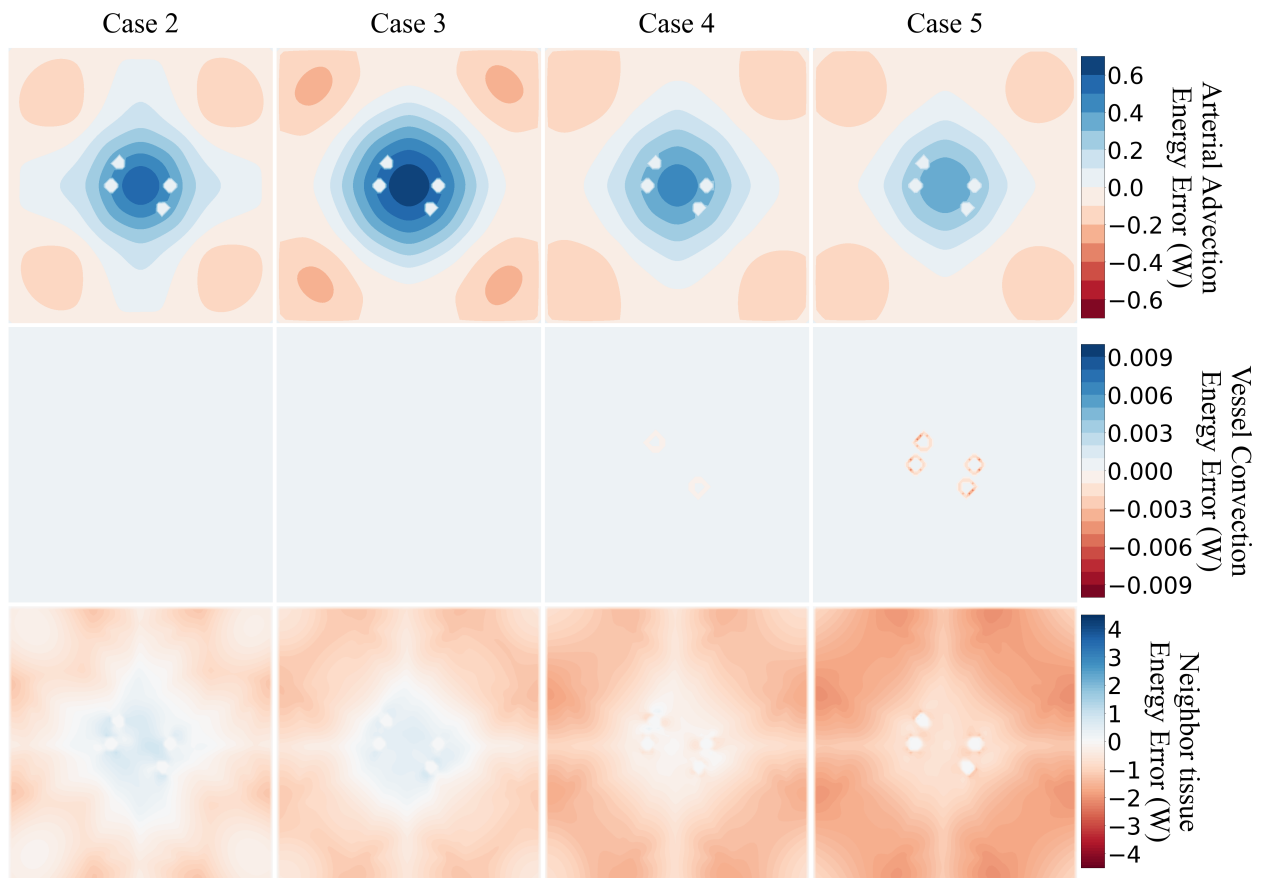 Case 2
Case 3
Case 4
Case 5
0.6
0.4
0.2
0.0
−0.2
−0.4
−0.6
Arterial Advection
Energy Error (W)
0.009
0.006
0.003
0.000
−0.003
−0.006
−0.009
Vessel Convection
Energy Error (W)
4
3
2
1
0
−1
−2
−3
−4
Neighbor tissue
Energy Error (W)